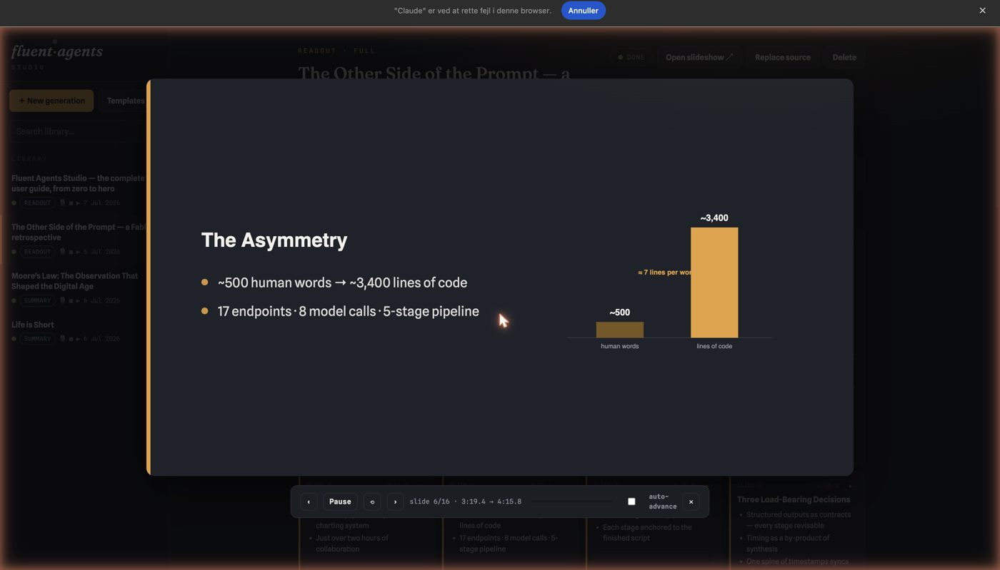 "Claude" er ved at rette fejl i denne browser.
Annuller
×
fluent·agents
STUDIO
READOUT · FULL
The Other Side of the Prompt — a
DONE
Open slideshow ↗
Replace source
Delete
+ New generation
Templates
Search library...
LIBRARY
Fluent Agents Studio — the complete
user guide, from zero to hero
READOUT
7 Jul 2026
The Other Side of the Prompt — a Fabl
retrospective
READOUT
6 Jul 2026
Moore's Law: The Observation That
Shaped the Digital Age
SUMMARY
6 Jul 2026
Life is Short
SUMMARY
6 Jul 2026
The Asymmetry
~500 human words → ~3,400 lines of code
17 endpoints · 8 model calls · 5-stage pipeline
~3,400
≈ 7 lines per wor
~500
human words
lines of code
‹
Pause
⟲
›
slide 6/16 · 3:19.4 → 4:15.8
auto-
advance
×
charting system
• Just over two hours of
collaboration
lines of code
• 17 endpoints · 8 model calls · 5-
stage pipeline
• Each stage anchored to the
finished script
Three Load-Bearing Decisions
• Structured outputs as contracts
— every stage revisable
• Timing as a by-product of
synthesis
• One spine of timestamps syncs